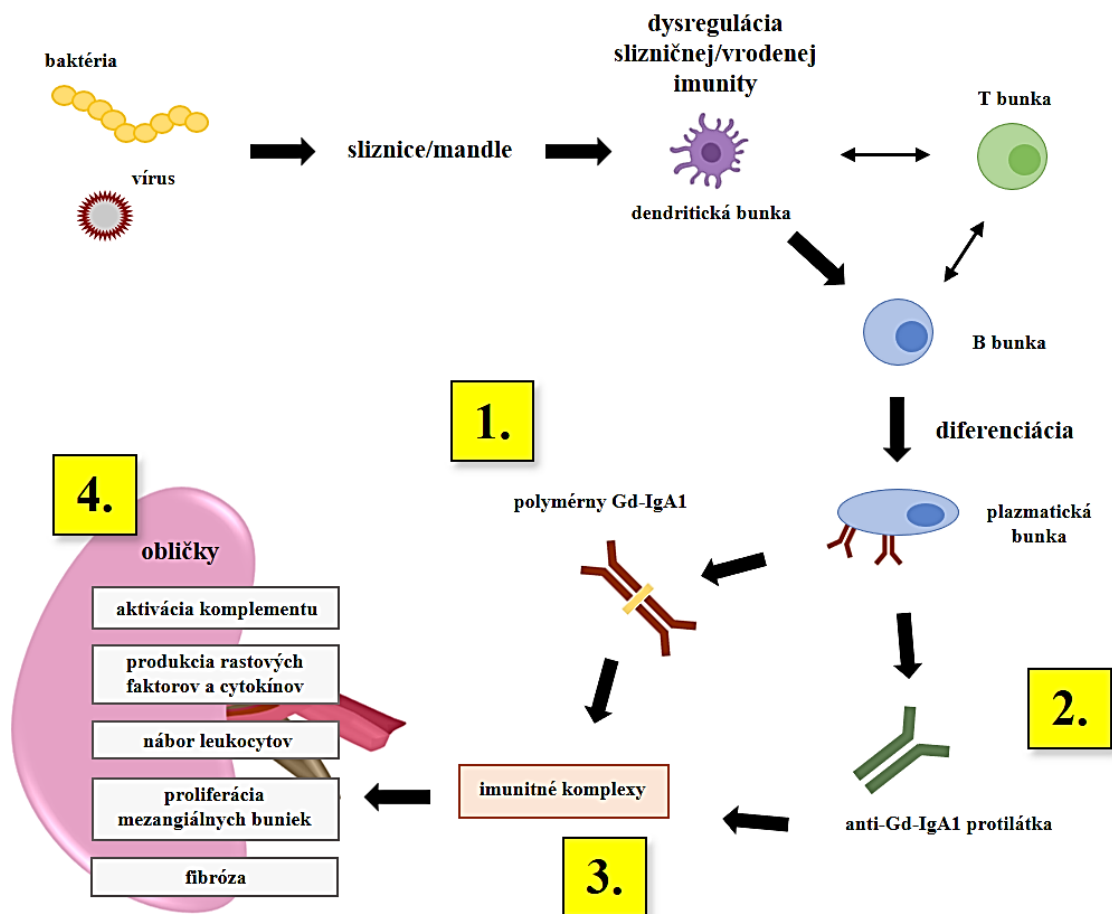 dysregulácia
slizničnej/vrodenej
imunity
baktéria
T bunka
sliznice/mandle
vírus
dendritická bunka
B bunka
1.
diferenciácia
4.
polymérny Gd-IgA1
plazmatická
bunka
obličky
aktivácia komplementu
produkcia rastových
faktorov a cytokínov
2.
nábor leukocytov
imunitné komplexy
proliferácia
mezangiálnych buniek
anti-Gd-IgA1 protilátka
3.
fibróza